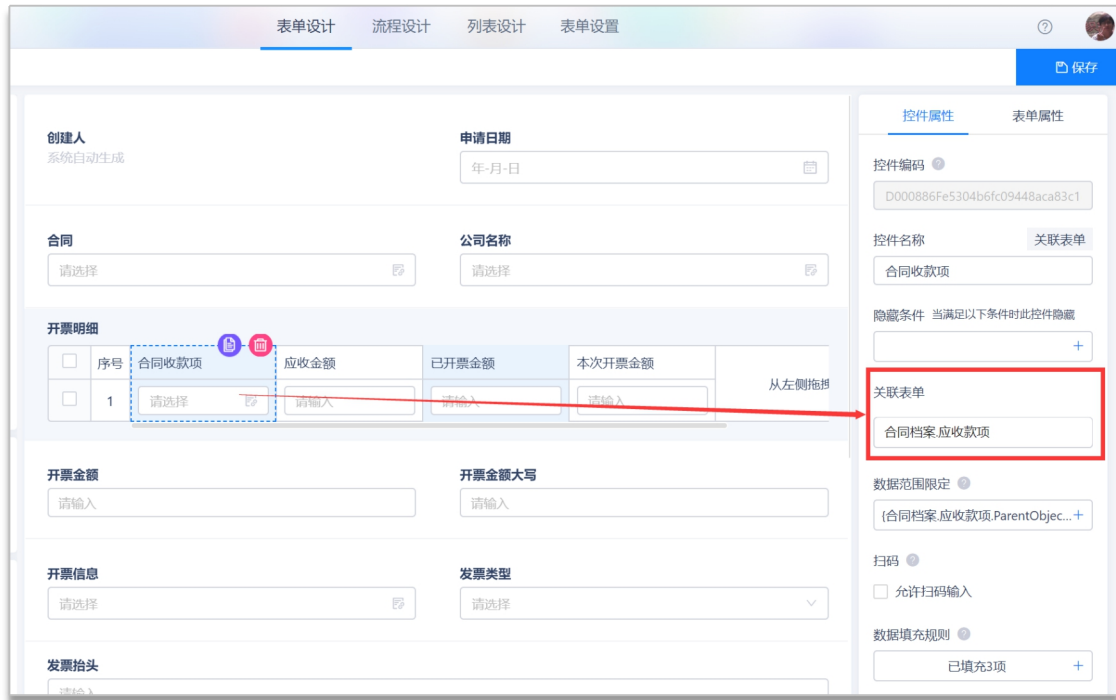 表单设计 流程设计 列表设计 表单设置
保存
控件属性 表单属性
创建人 申请日期
系统自动生成
年-月-日
控件编码
D000886Fe5304b6fc09448aca83c1
合同 公司名称
请选择 请选择
控件名称 关联表单
合同收款项
隐藏条件 当满足以下条件时此控件隐藏
开票明细
序号 合同收款项 应收金额 已开票金额 本次开票金额
从左侧拖拽
1 请选择 请输入 请输入 请输入
关联表单
合同档案.应收款项
开票金额 开票金额大写
请输入 请输入
数据范围限定
{合同档案.应收款项.ParentObjec...
扫码
允许扫码输入
开票信息 发票类型
请选择 请选择
数据填充规则
已填充3项
发票抬头
请输入